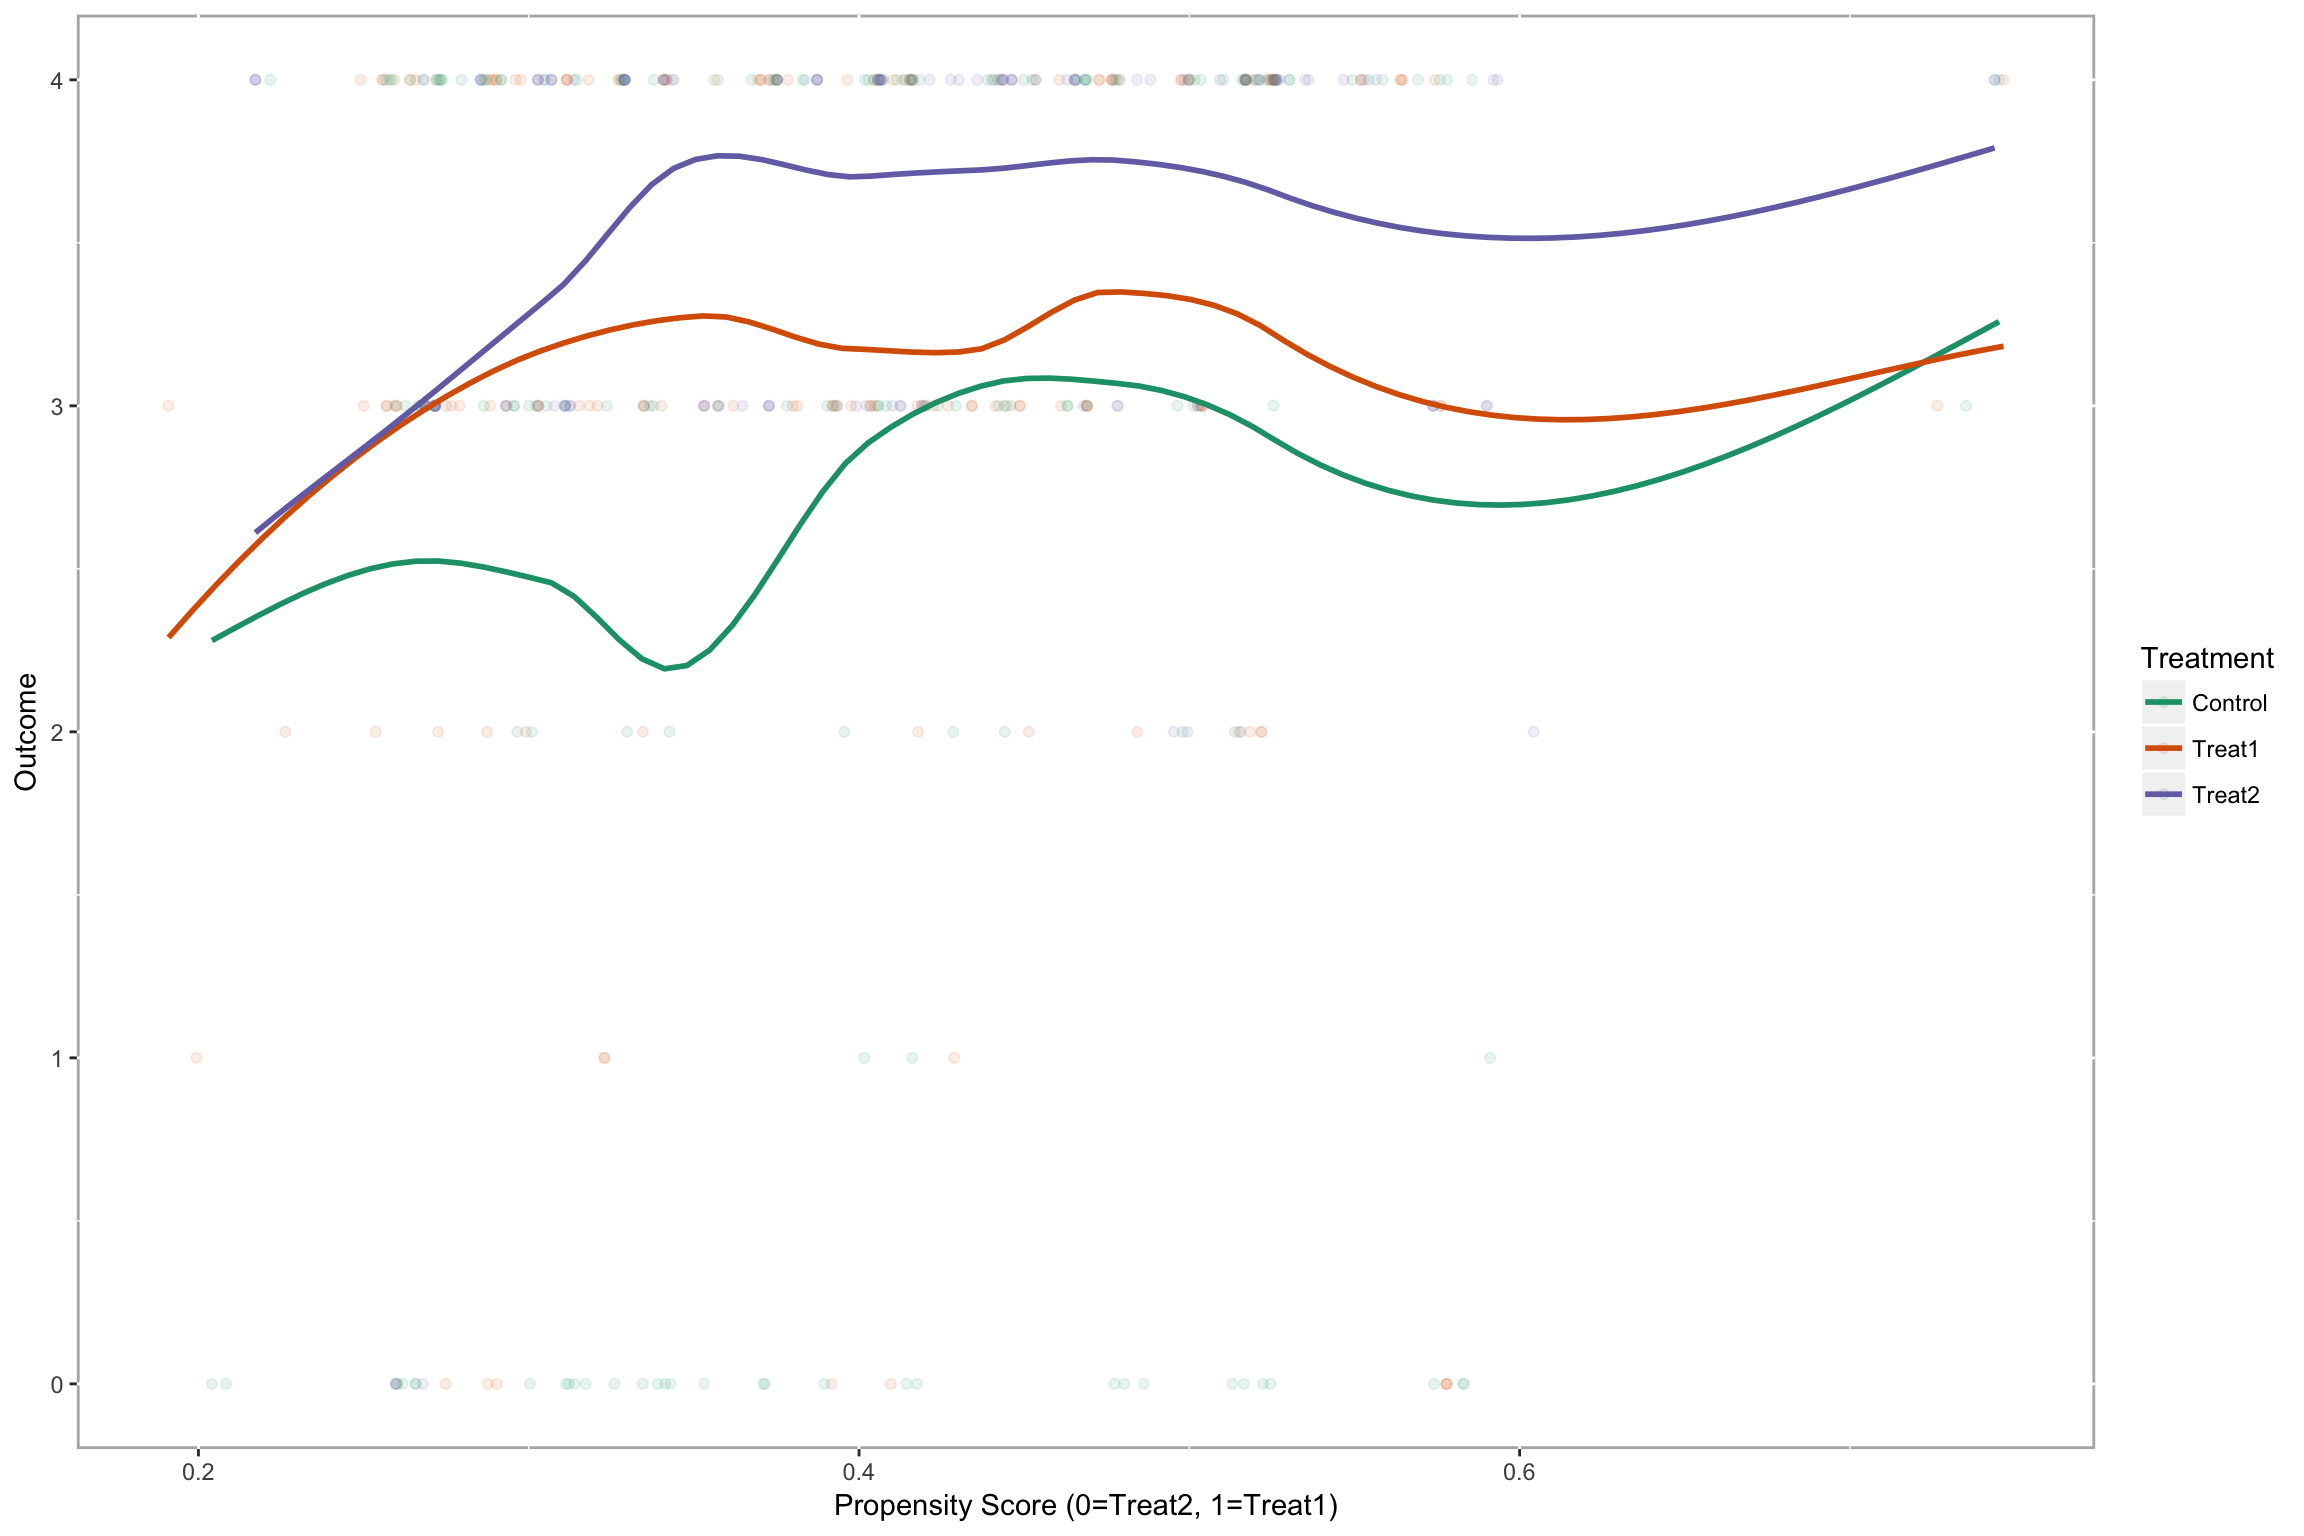 4
3
2
1
0
Outcome
0.2 0.4 0.6
Propensity Score (0=Treat2, 1=Treat1)
Treatment
Control
Treat1
Treat2